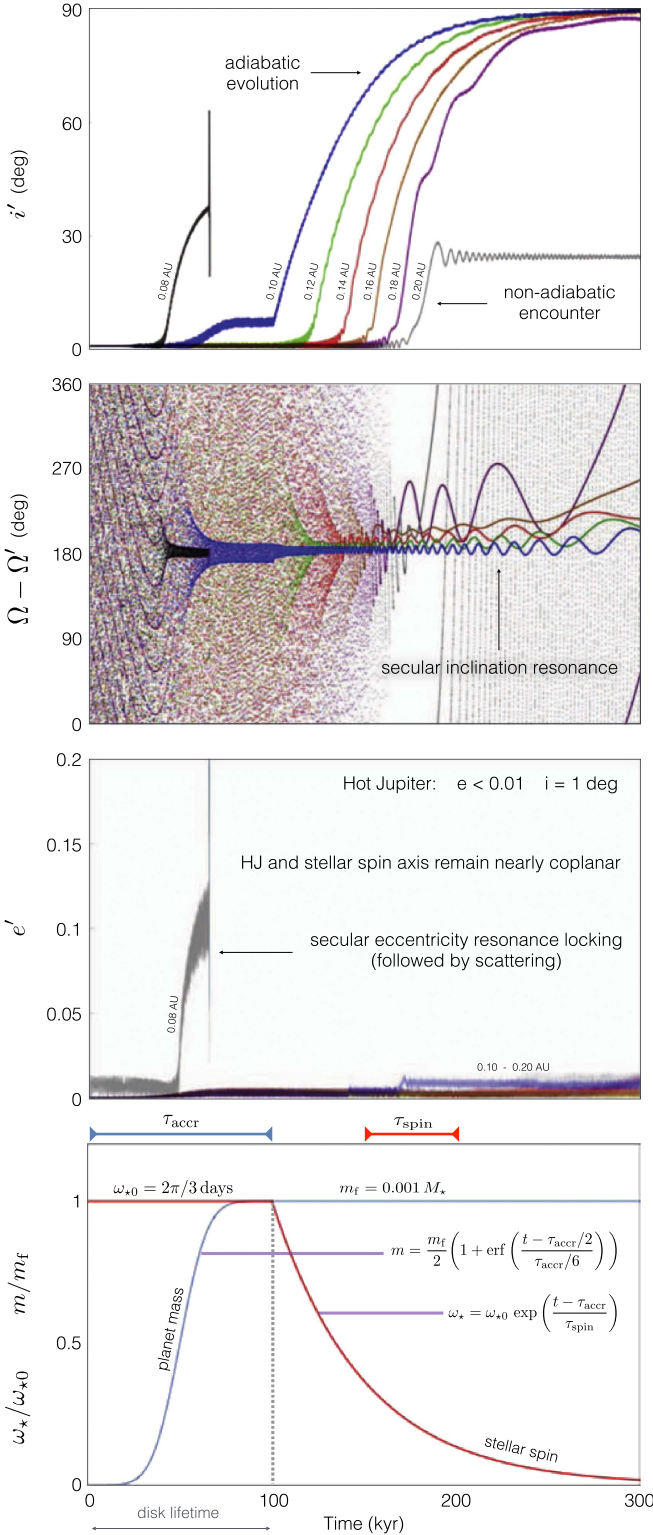 90
60
30
0
i′ (deg)
adiabatic
evolution
0.08 AU
0.10 AU
0.12 AU
0.14 AU
0.16 AU
0.18 AU
0.20 AU
non-adiabatic
encounter
360
270
180
90
0
Ω − Ω′ (deg)
secular inclination resonance
0.2
0.15
0.1
0.05
0
e′
Hot Jupiter: e < 0.01 i = 1 deg
HJ and stellar spin axis remain nearly coplanar
secular eccentricity resonance locking
(followed by scattering)
0.08 AU
0.10 - 0.20 AU
τaccr
τspin
ω⋆0 = 2π/3 days
mf = 0.001 M⋆
1
0.5
0
ω⋆/ω⋆0 m/mf
planet mass
m = mf/2 (1 + erf ((t − τaccr/2)/(τaccr/6)))
ω⋆ = ω⋆0 exp ((t − τaccr)/τspin)
stellar spin
0
100
200
300
Time (kyr)
disk lifetime